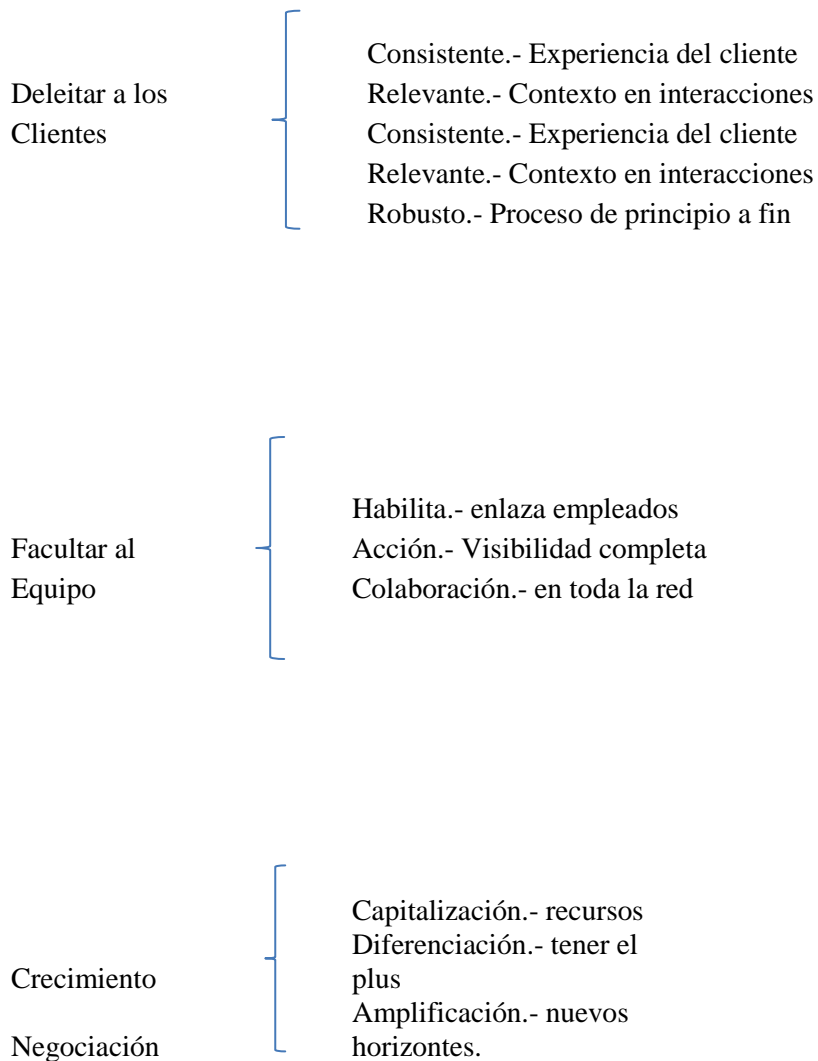 Deleitar a los
Clientes
Consistente.- Experiencia del cliente
Relevante.- Contexto en interacciones
Consistente.- Experiencia del cliente
Relevante.- Contexto en interacciones
Robusto.- Proceso de principio a fin
Facultar al
Equipo
Habilita.- enlaza empleados
Acción.- Visibilidad completa
Colaboración.- en toda la red
Crecimiento
Negociación
Capitalización.- recursos
Diferenciación.- tener el
plus
Amplificación.- nuevos
horizontes.